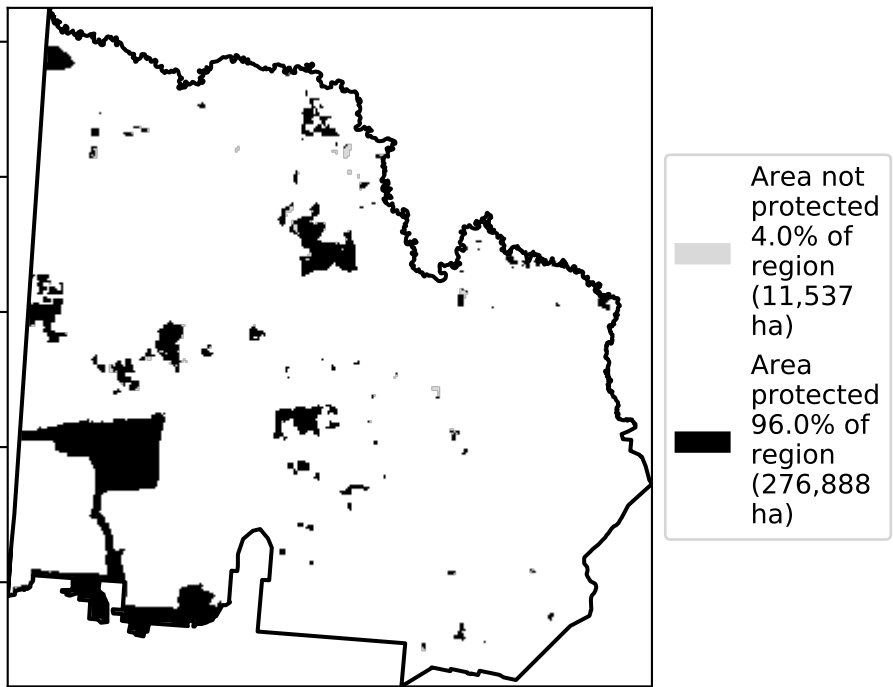 Area not
protected
4.0% of
region
(11,537
ha)
Area
protected
96.0% of
region
(276,888
ha)